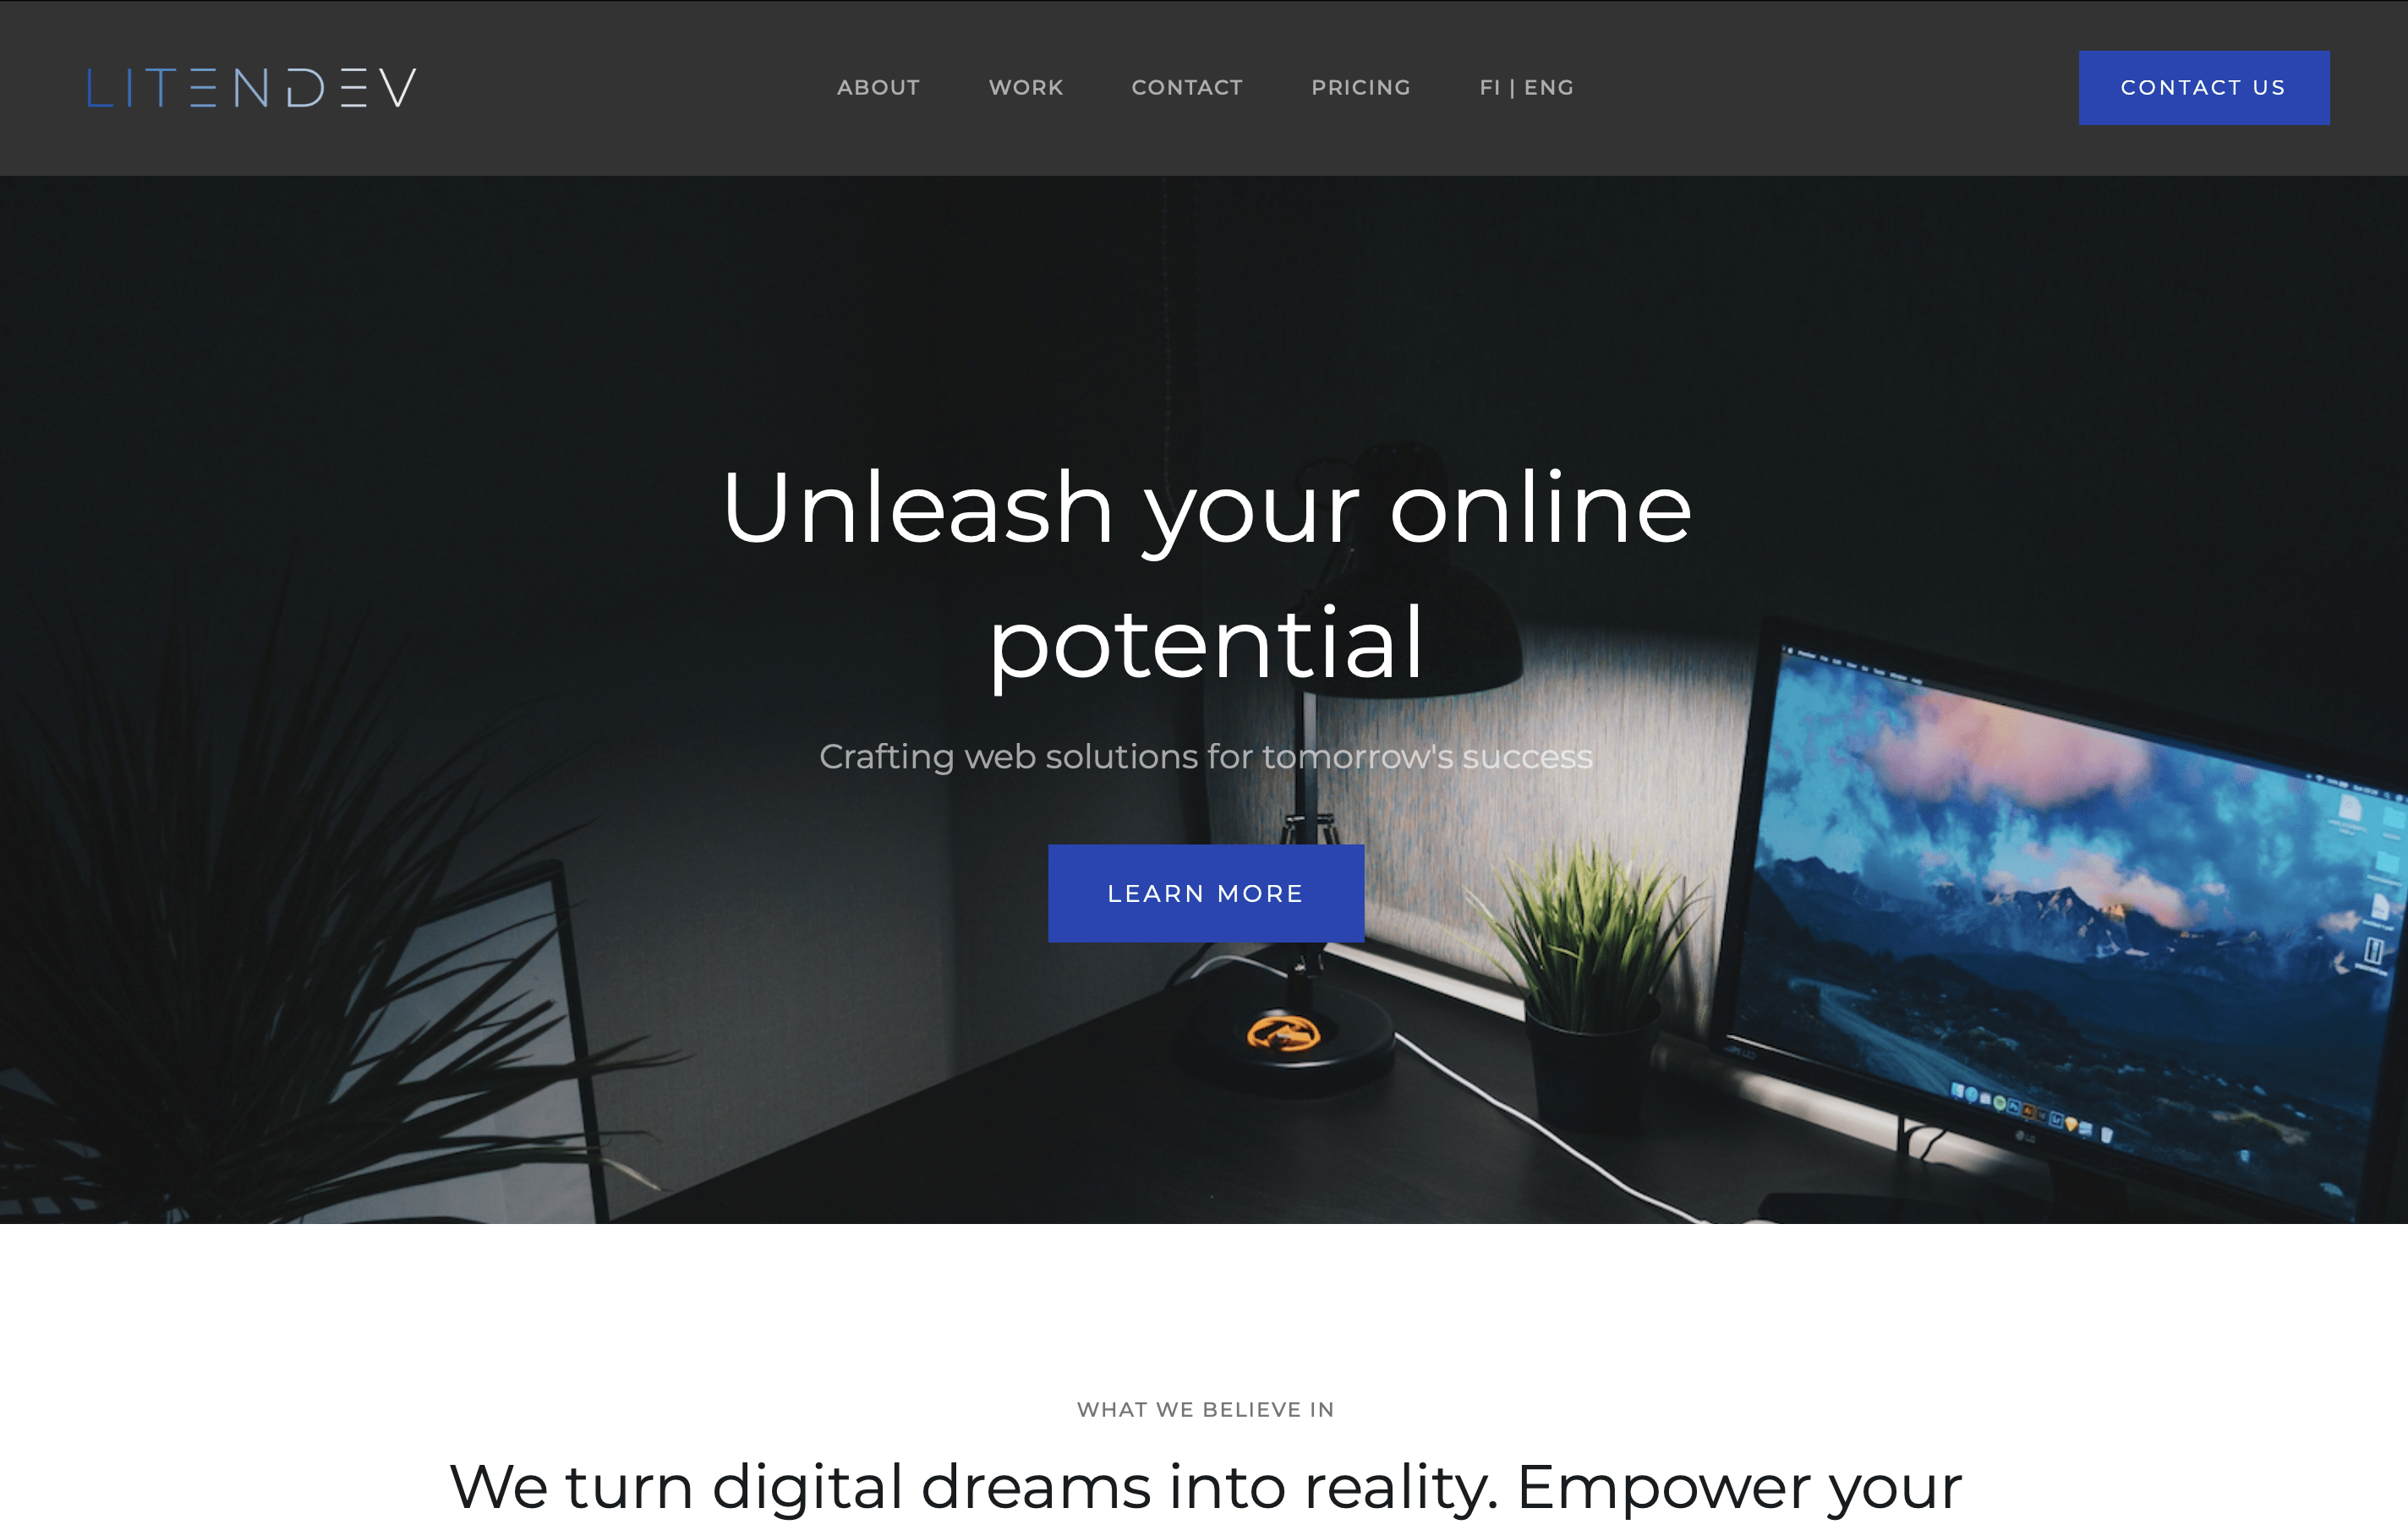 LITENDEV
ABOUT WORK CONTACT PRICING FI | ENG
CONTACT US
Unleash your online
potential
Crafting web solutions for tomorrow's success
LEARN MORE
WHAT WE BELIEVE IN
We turn digital dreams into reality. Empower your